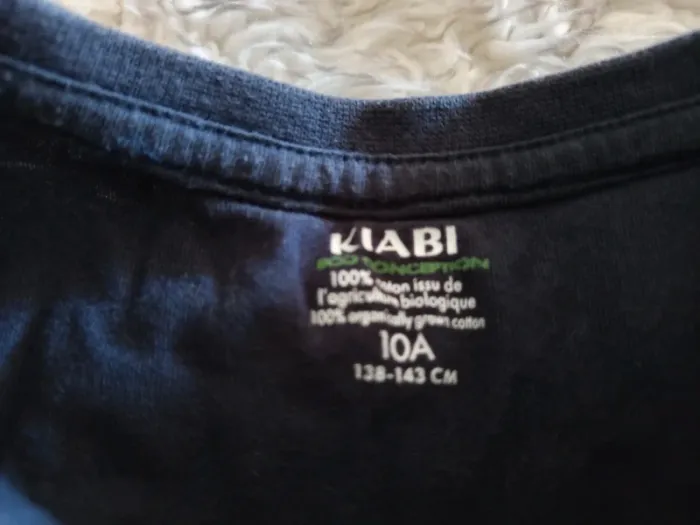 KIABI
ECO CONCEPTION
100% coton issu de
l'agriculture biologique
100% organically grown cotton
10A
138-143 CM